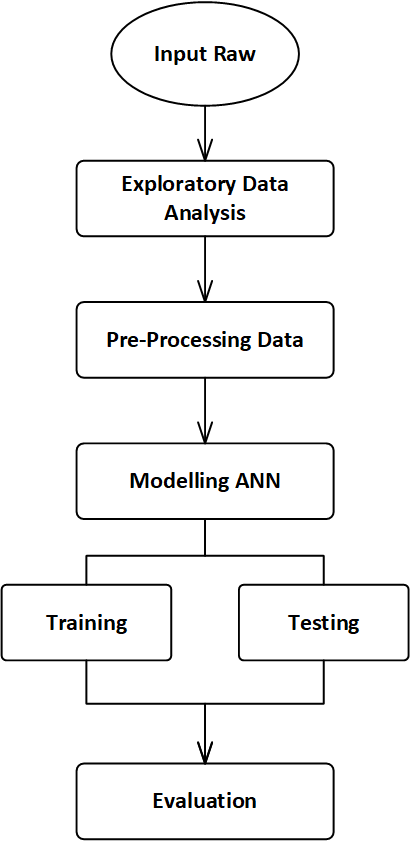 Input Raw
Exploratory Data
Analysis
Pre-Processing Data
Modelling ANN
Training
Testing
Evaluation